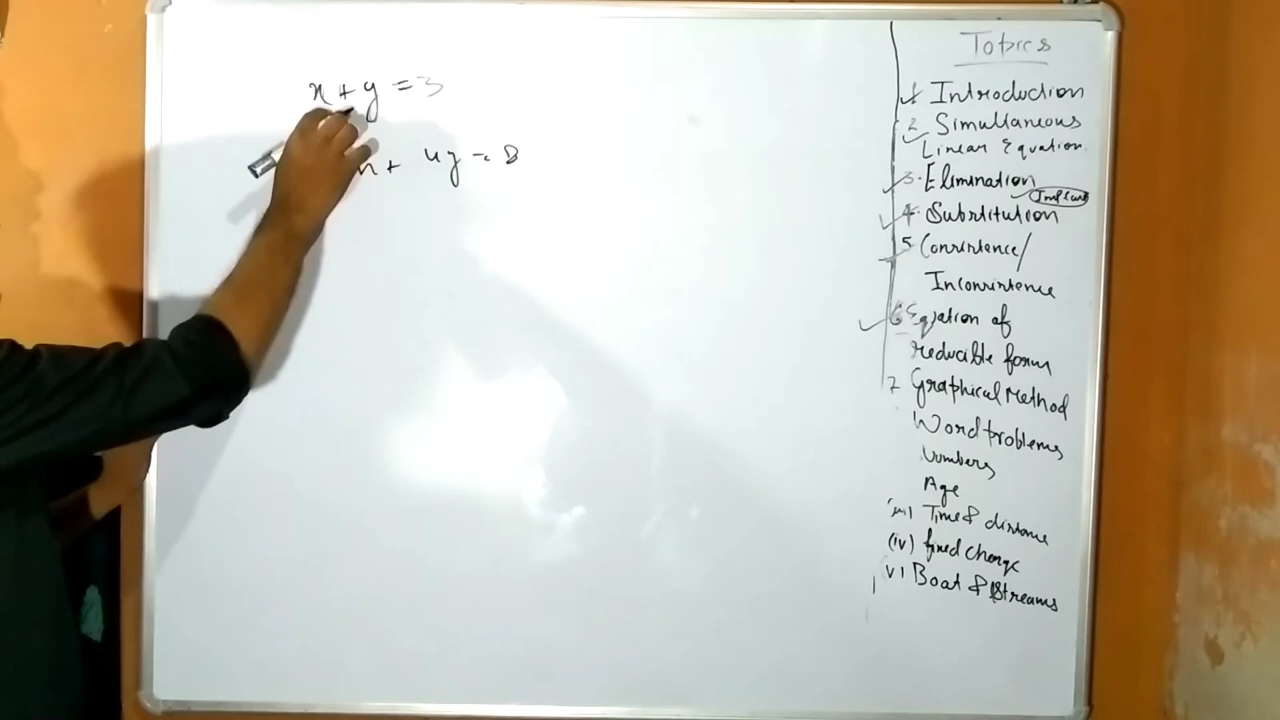 x + y = 3
x + 4y = 8
Topics
1 Introduction
2 Simultaneous
Linear Equation.
3. Elimination
4. Substitution
5 Consistence/
Inconsistence
6 Equation of
reducible form
7 Graphical Method
Word problems
Numbers
Age
(iii) Time & distance
(iv) fixed charge
(v) Boat & Streams